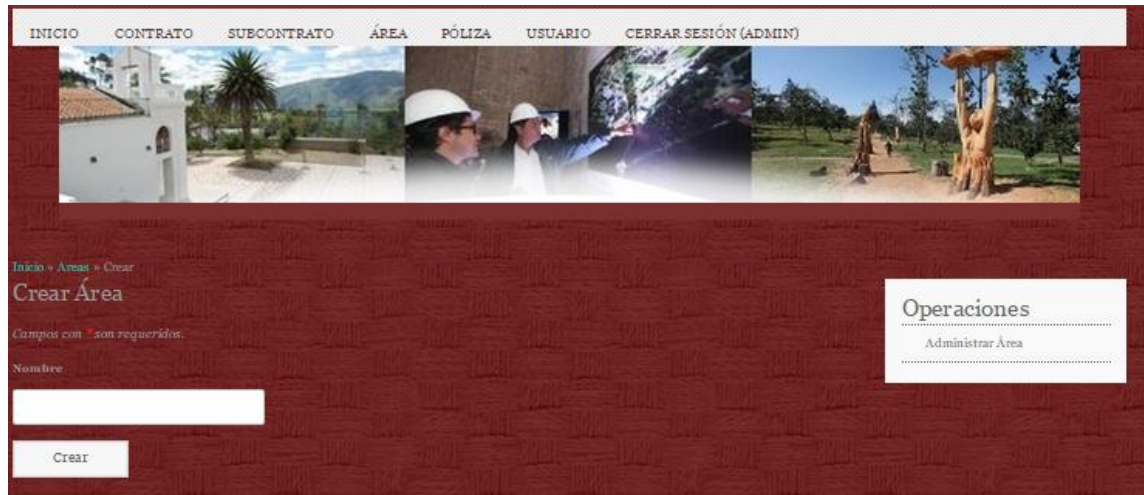 INICIO CONTRATO SUBCONTRATO ÁREA PÓLIZA USUARIO CERRAR SESIÓN (ADMIN)
Inicio » Areas » Crear
Crear Área
Campos con * son requeridos.
Nombre
Crear
Operaciones
Administrar Área